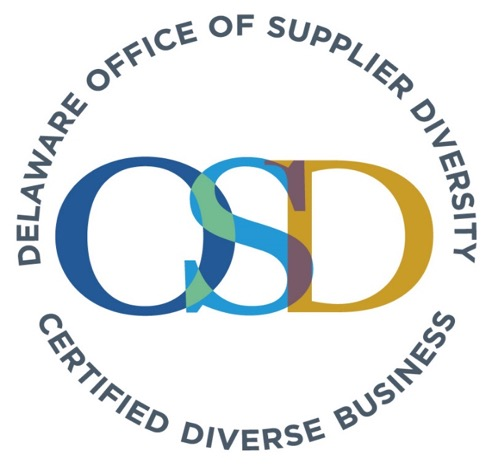 DELAWARE OFFICE OF SUPPLIER DIVERSITY
OSD
CERTIFIED DIVERSE BUSINESS